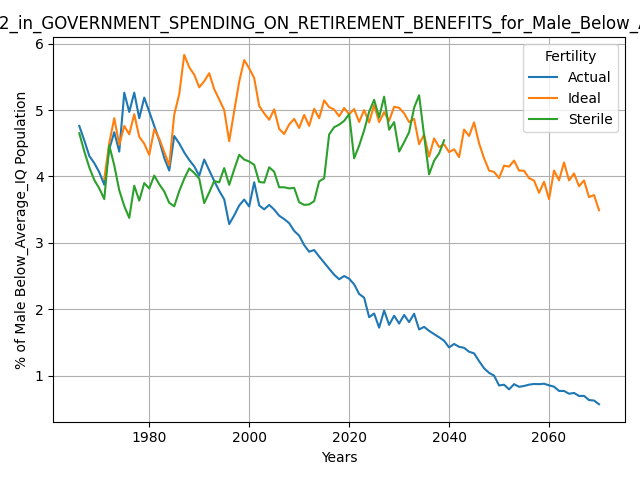 2_in_GOVERNMENT_SPENDING_ON_RETIREMENT_BENEFITS_for_Male_Below_A
% of Male Below_Average_IQ Population
6
5
4
3
2
1
Fertility
Actual
Ideal
Sterile
1980
2000
2020
2040
2060
Years